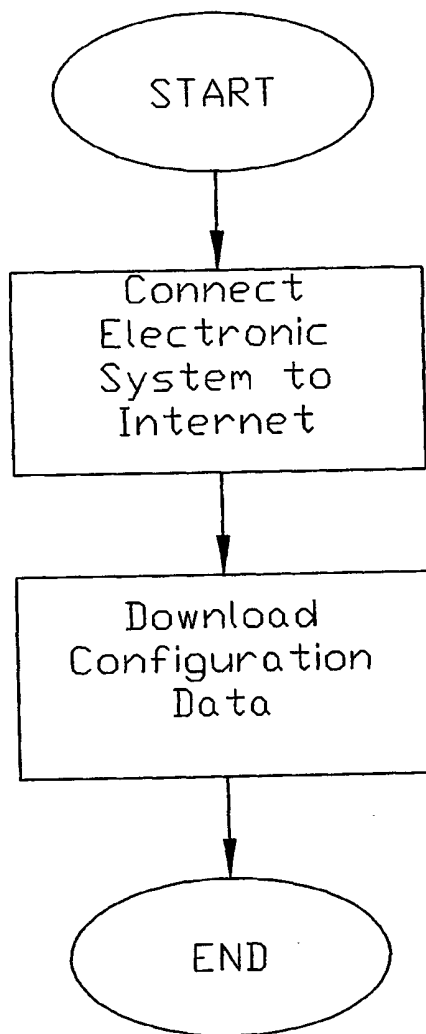 START
Connect
Electronic
System to
Internet
Download
Configuration
Data
END